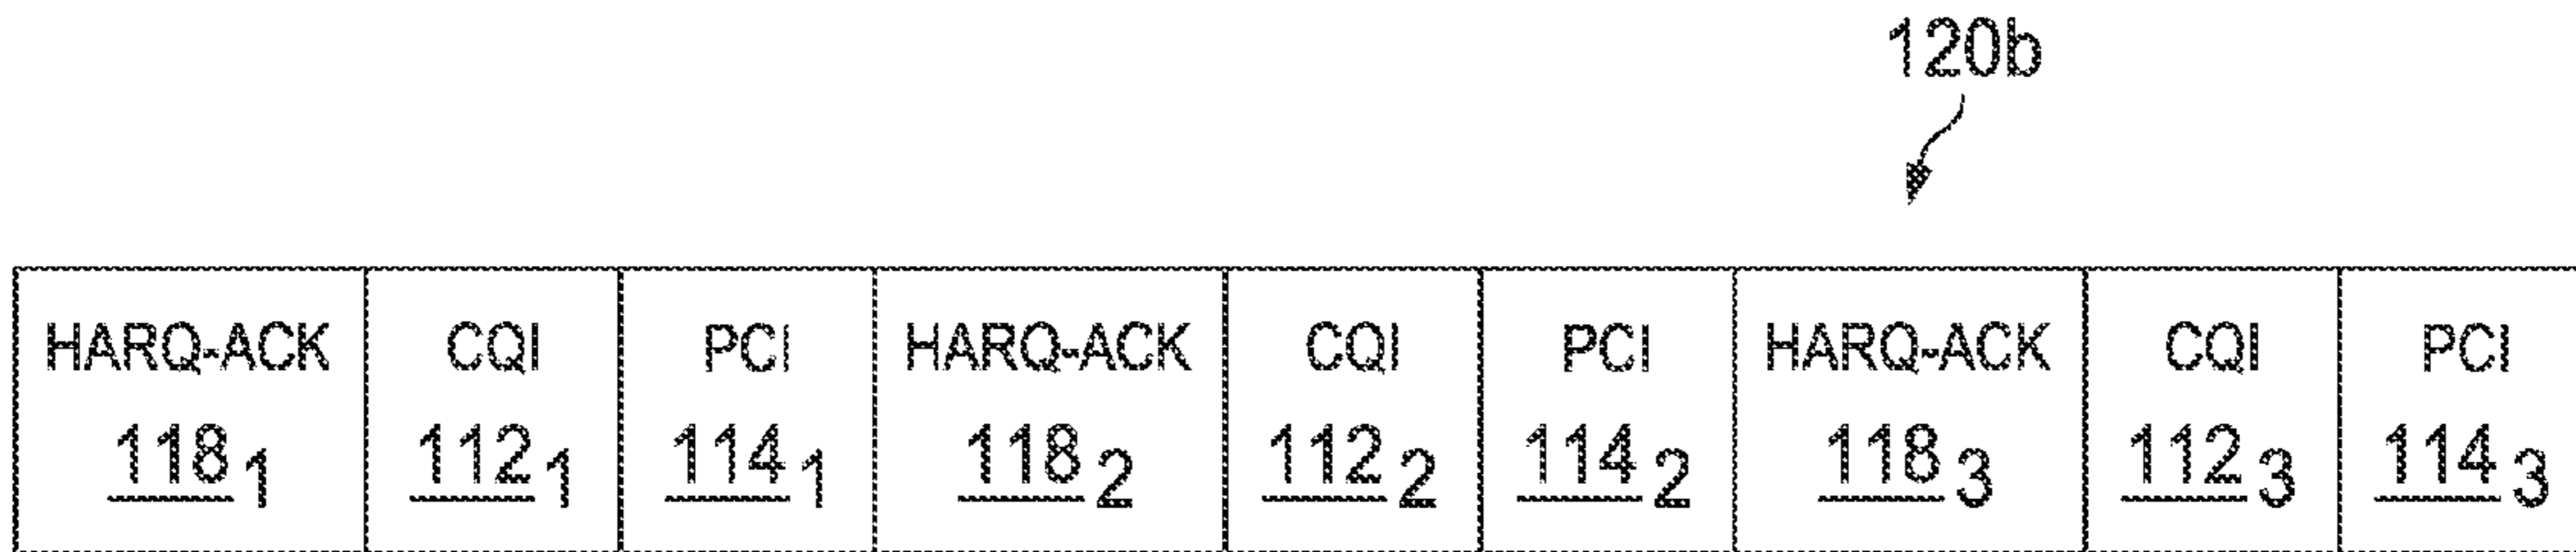 120b
HARQ-ACK CQI PCI HARQ-ACK CQI PCI HARQ-ACK CQI PCI
118₁ 112₁ 114₁ 118₂ 112₂ 114₂ 118₃ 112₃ 114₃